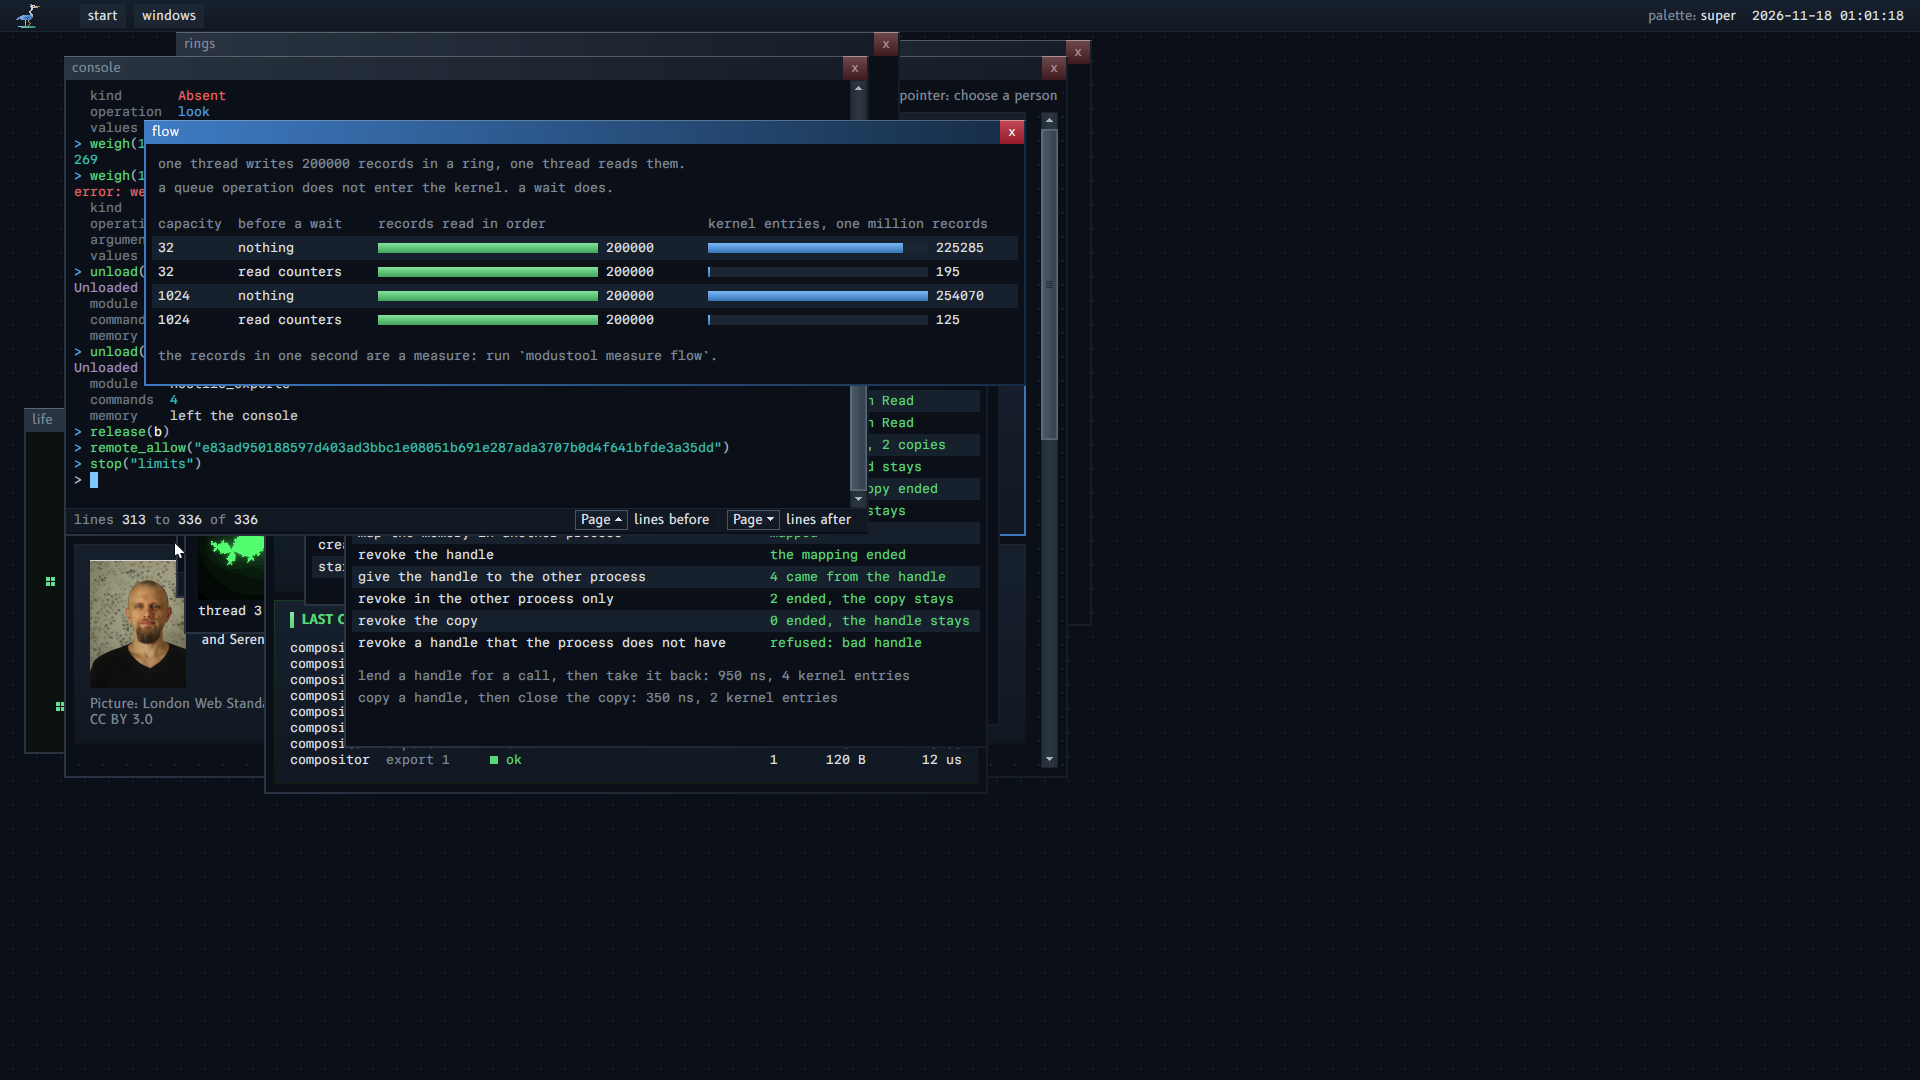 start windows palette: super 2026-11-18 01:01:18
rings x
x
console x
x
kind Absent
operation look
values
pointer: choose a person
flow x
> weigh(1
269
> weigh(1
error: we
kind
operati
argumen
values
> unload(
Unloaded
module
command
memory
> unload(
Unloaded
module
one thread writes 200000 records in a ring, one thread reads them.
a queue operation does not enter the kernel. a wait does.
capacity before a wait records read in order kernel entries, one million records
32 nothing 200000 225285
32 read counters 200000 195
1024 nothing 200000 254070
1024 read counters 200000 125
the records in one second are a measure: run `modustool measure flow`.
commands 4
memory left the console
> release(b)
> remote_allow("e83ad950188597d403ad3bbc1e08051b691e287ada3707b0d4f641bfde3a35dd")
> stop("limits")
>
lines 313 to 336 of 336 Page lines before Page lines after
life
Read
Read
, 2 copies
d stays
opy ended
stays
cre
sta
revoke the handle the mapping ended
give the handle to the other process 4 came from the handle
revoke in the other process only 2 ended, the copy stays
revoke the copy 0 ended, the handle stays
revoke a handle that the process does not have refused: bad handle
lend a handle for a call, then take it back: 950 ns, 4 kernel entries
copy a handle, then close the copy: 350 ns, 2 kernel entries
thread 3
and Seren
Picture: London Web Standa
CC BY 3.0
LAST C
composi
composi
composi
composi
composi
composi
composi
compositor export 1 ok 1 120 B 12 us